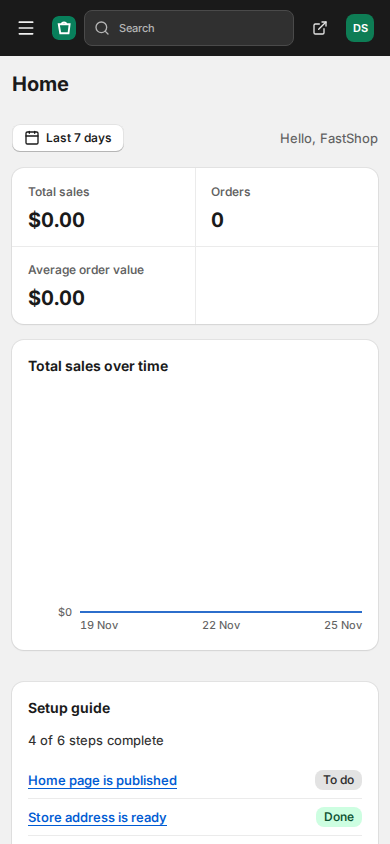 Search
DS
Home
Last 7 days
Hello, FastShop
Total sales
$0.00
Orders
0
Average order value
$0.00
Total sales over time
$0
19 Nov
22 Nov
25 Nov
Setup guide
4 of 6 steps complete
Home page is published
To do
Store address is ready
Done